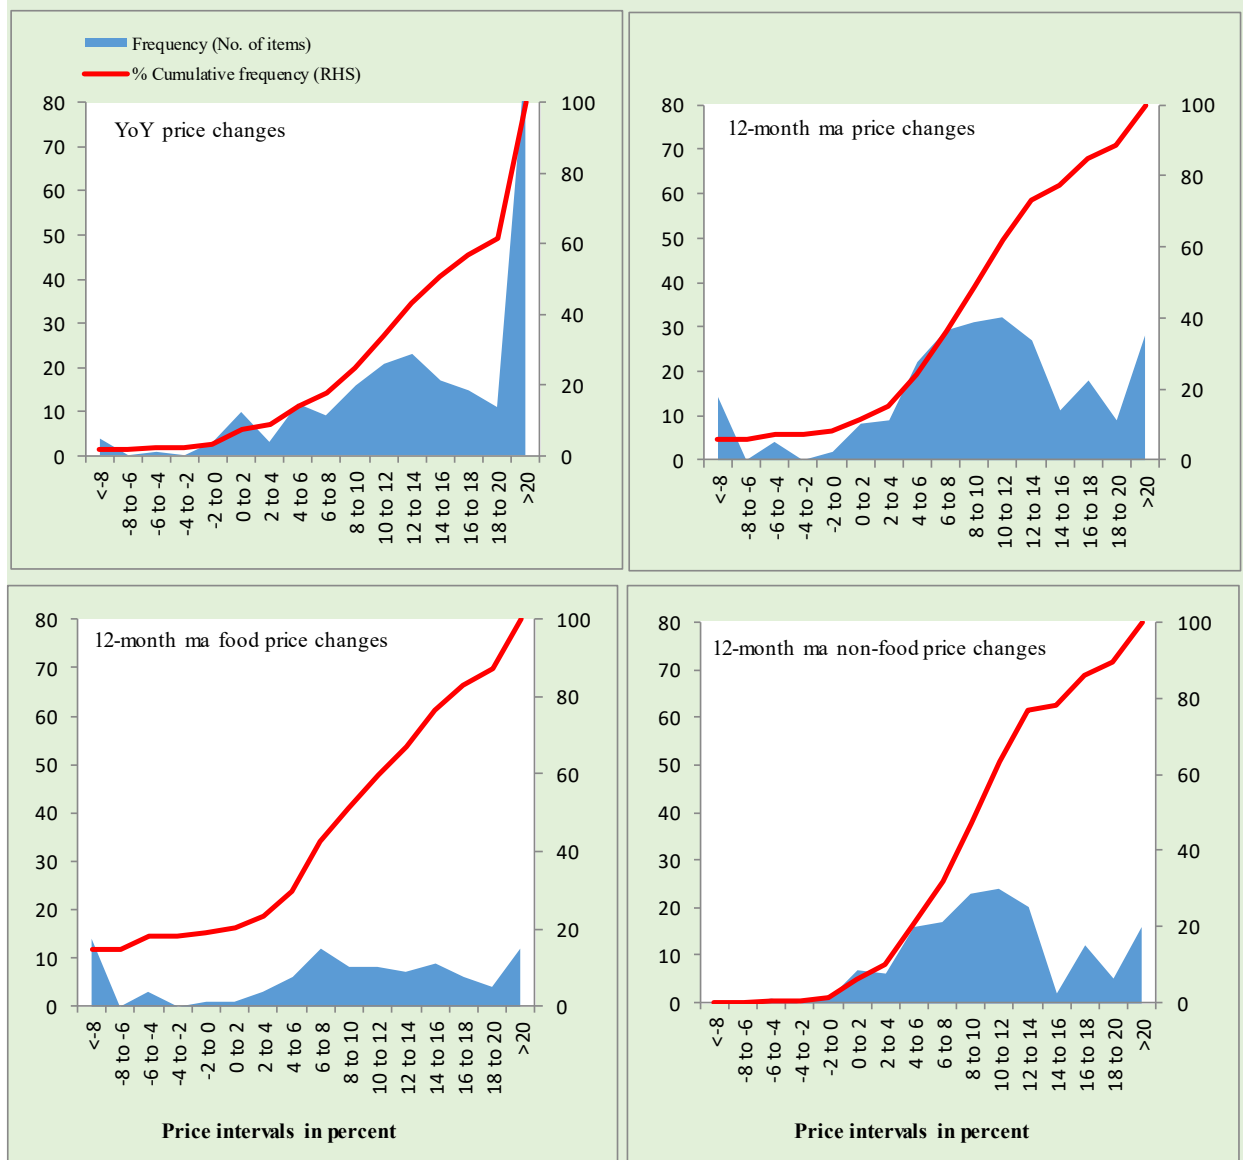 Frequency (No. of items)
% Cumulative frequency (RHS)
YoY price changes
80
70
60
50
40
30
20
10
0
100
80
60
40
20
0
<-8
-8 to -6
-6 to -4
-4 to -2
-2 to 0
0 to 2
2 to 4
4 to 6
6 to 8
8 to 10
10 to 12
12 to 14
14 to 16
16 to 18
18 to 20
>20
12-month ma price changes
80
70
60
50
40
30
20
10
0
100
80
60
40
20
0
<-8
-8 to -6
-6 to -4
-4 to -2
-2 to 0
0 to 2
2 to 4
4 to 6
6 to 8
8 to 10
10 to 12
12 to 14
14 to 16
16 to 18
18 to 20
>20
12-month ma food price changes
80
70
60
50
40
30
20
10
0
100
80
60
40
20
0
<-8
-8 to -6
-6 to -4
-4 to -2
-2 to 0
0 to 2
2 to 4
4 to 6
6 to 8
8 to 10
10 to 12
12 to 14
14 to 16
16 to 18
18 to 20
>20
Price intervals in percent
12-month ma non-food price changes
80
70
60
50
40
30
20
10
0
100
80
60
40
20
0
<-8
-8 to -6
-6 to -4
-4 to -2
-2 to 0
0 to 2
2 to 4
4 to 6
6 to 8
8 to 10
10 to 12
12 to 14
14 to 16
16 to 18
18 to 20
>20
Price intervals in percent